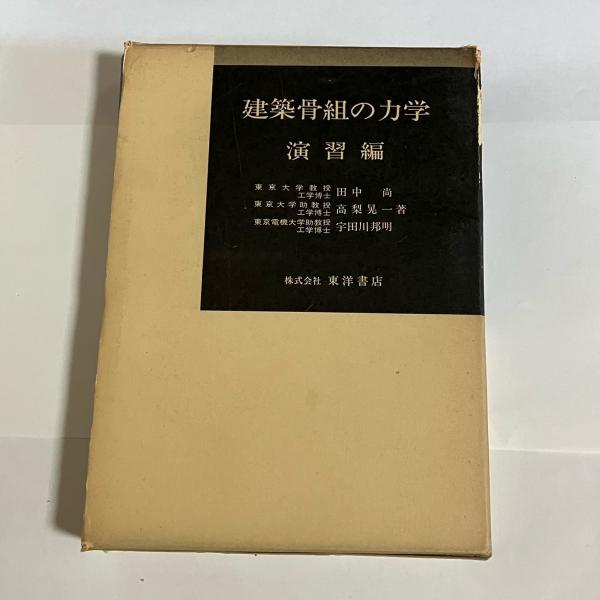 建築骨組の力学
演習編
東京大学教授
工学博士 田中 尚
東京大学助教授
工学博士 高梨晃一著
東京電機大学助教授
工学博士 宇田川邦明
株式会社 東洋書店